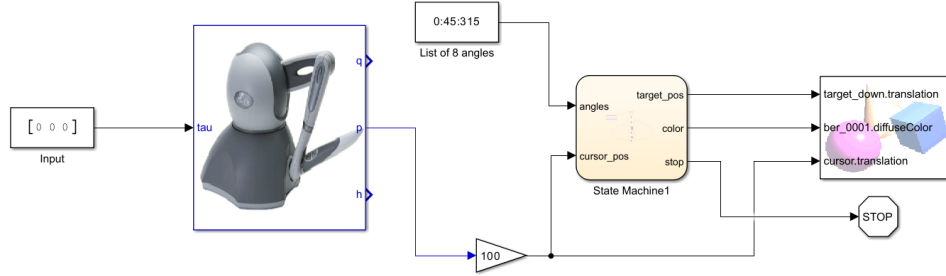 [0 0 0]
Input
tau
q
p
h
0:45:315
List of 8 angles
100
angles
cursor_pos
target_pos
color
stop
State Machine1
target_down.translation
ber_0001.diffuseColor
cursor.translation
STOP